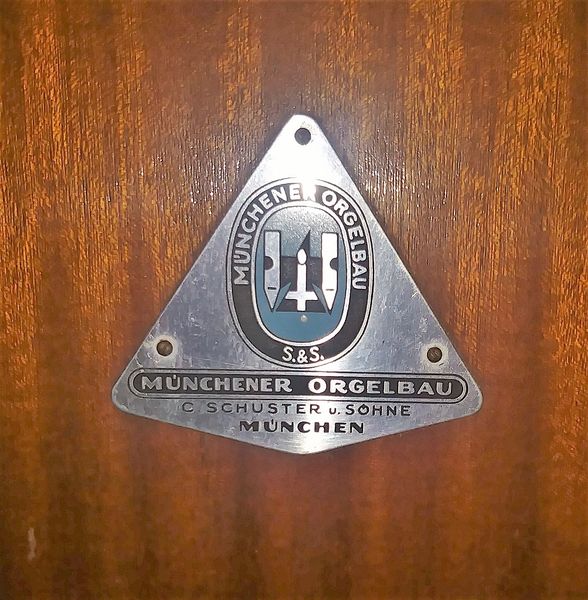 MÜNCHENER ORGELBAU
S.&S.
MÜNCHENER ORGELBAU
C. SCHUSTER u. SÖHNE
MÜNCHEN